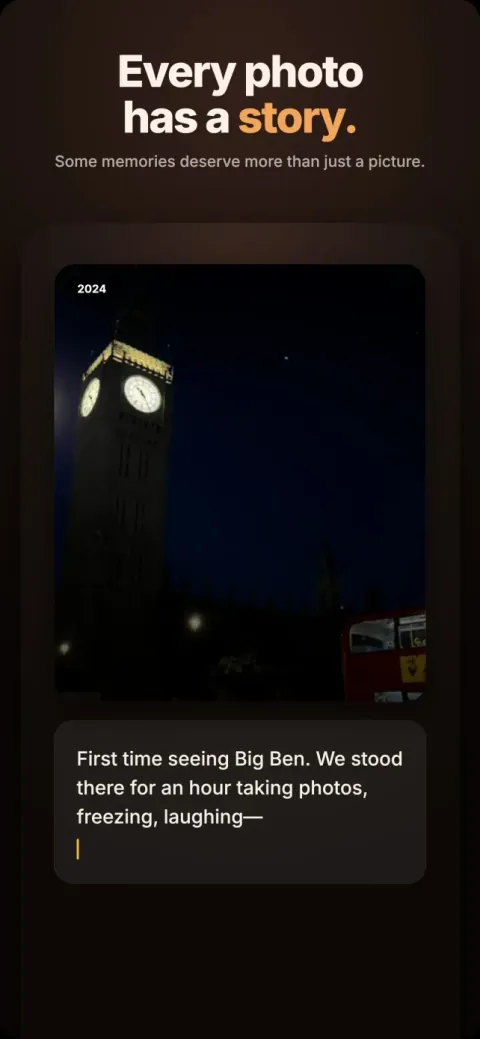 Every photo
has a story.
Some memories deserve more than just a picture.
2024
First time seeing Big Ben. We stood
there for an hour taking photos,
freezing, laughing—